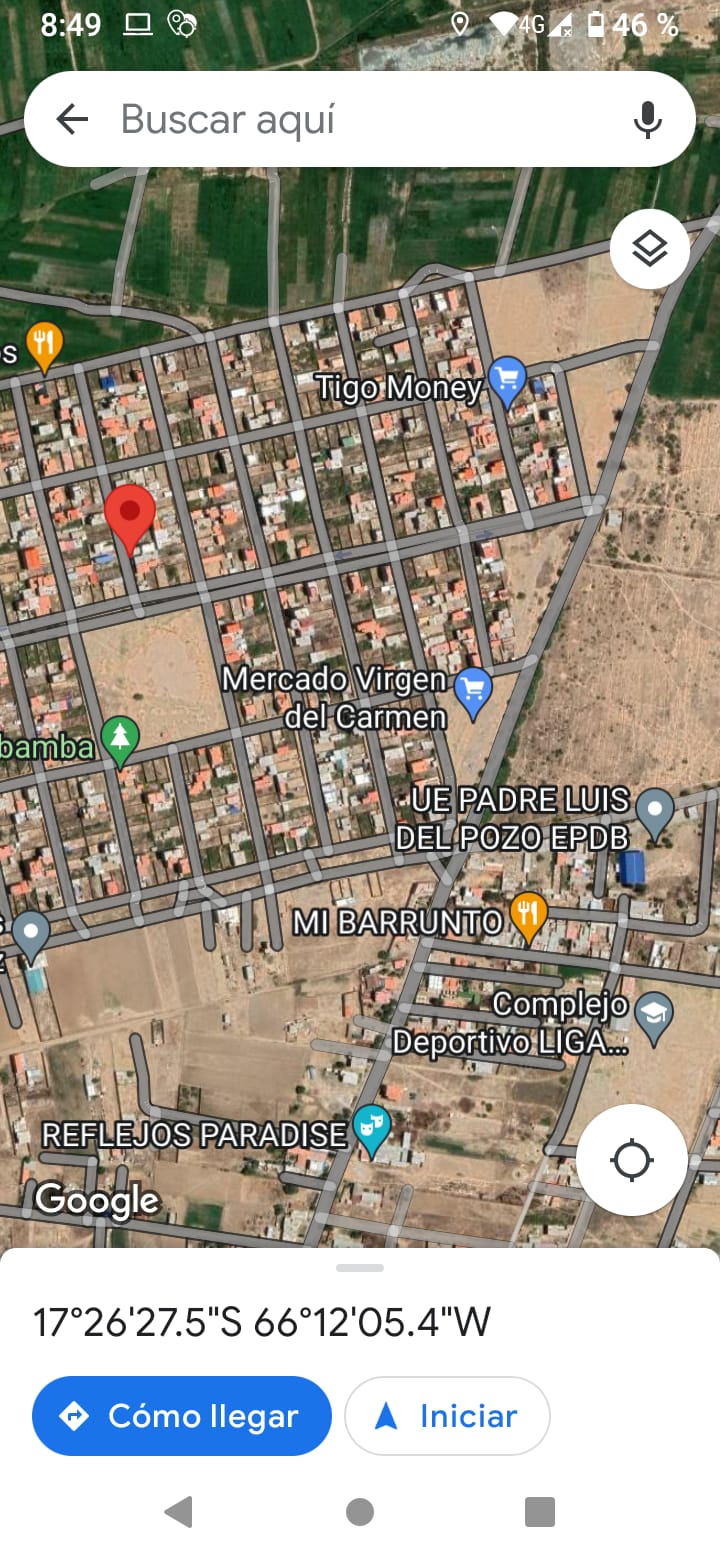 8:49 4G 46 %
Buscar aquí
s
Tigo Money
Mercado Virgen
del Carmen
bamba
UE PADRE LUIS
DEL POZO EPDB
MI BARRUNTO
Complejo
Deportivo LIGA...
REFLEJOS PARADISE
Google
17°26'27.5"S 66°12'05.4"W
Cómo llegar
Iniciar